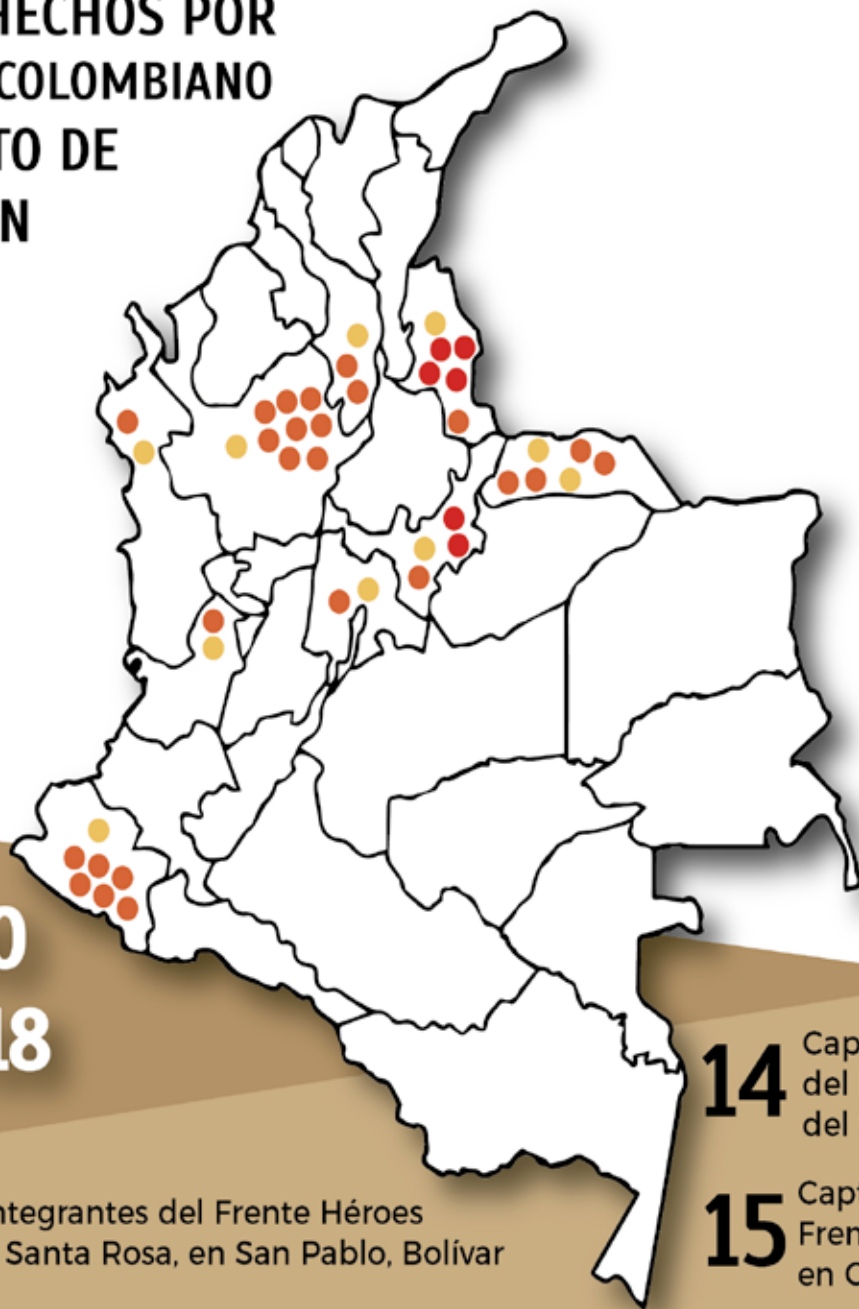 HECHOS POR
COLOMBIANO
TO DE
N
0
18
ntegrantes del Frente Héroes
Santa Rosa, en San Pablo, Bolívar
14
Cap
del
del
15
Capt
Fren
en C